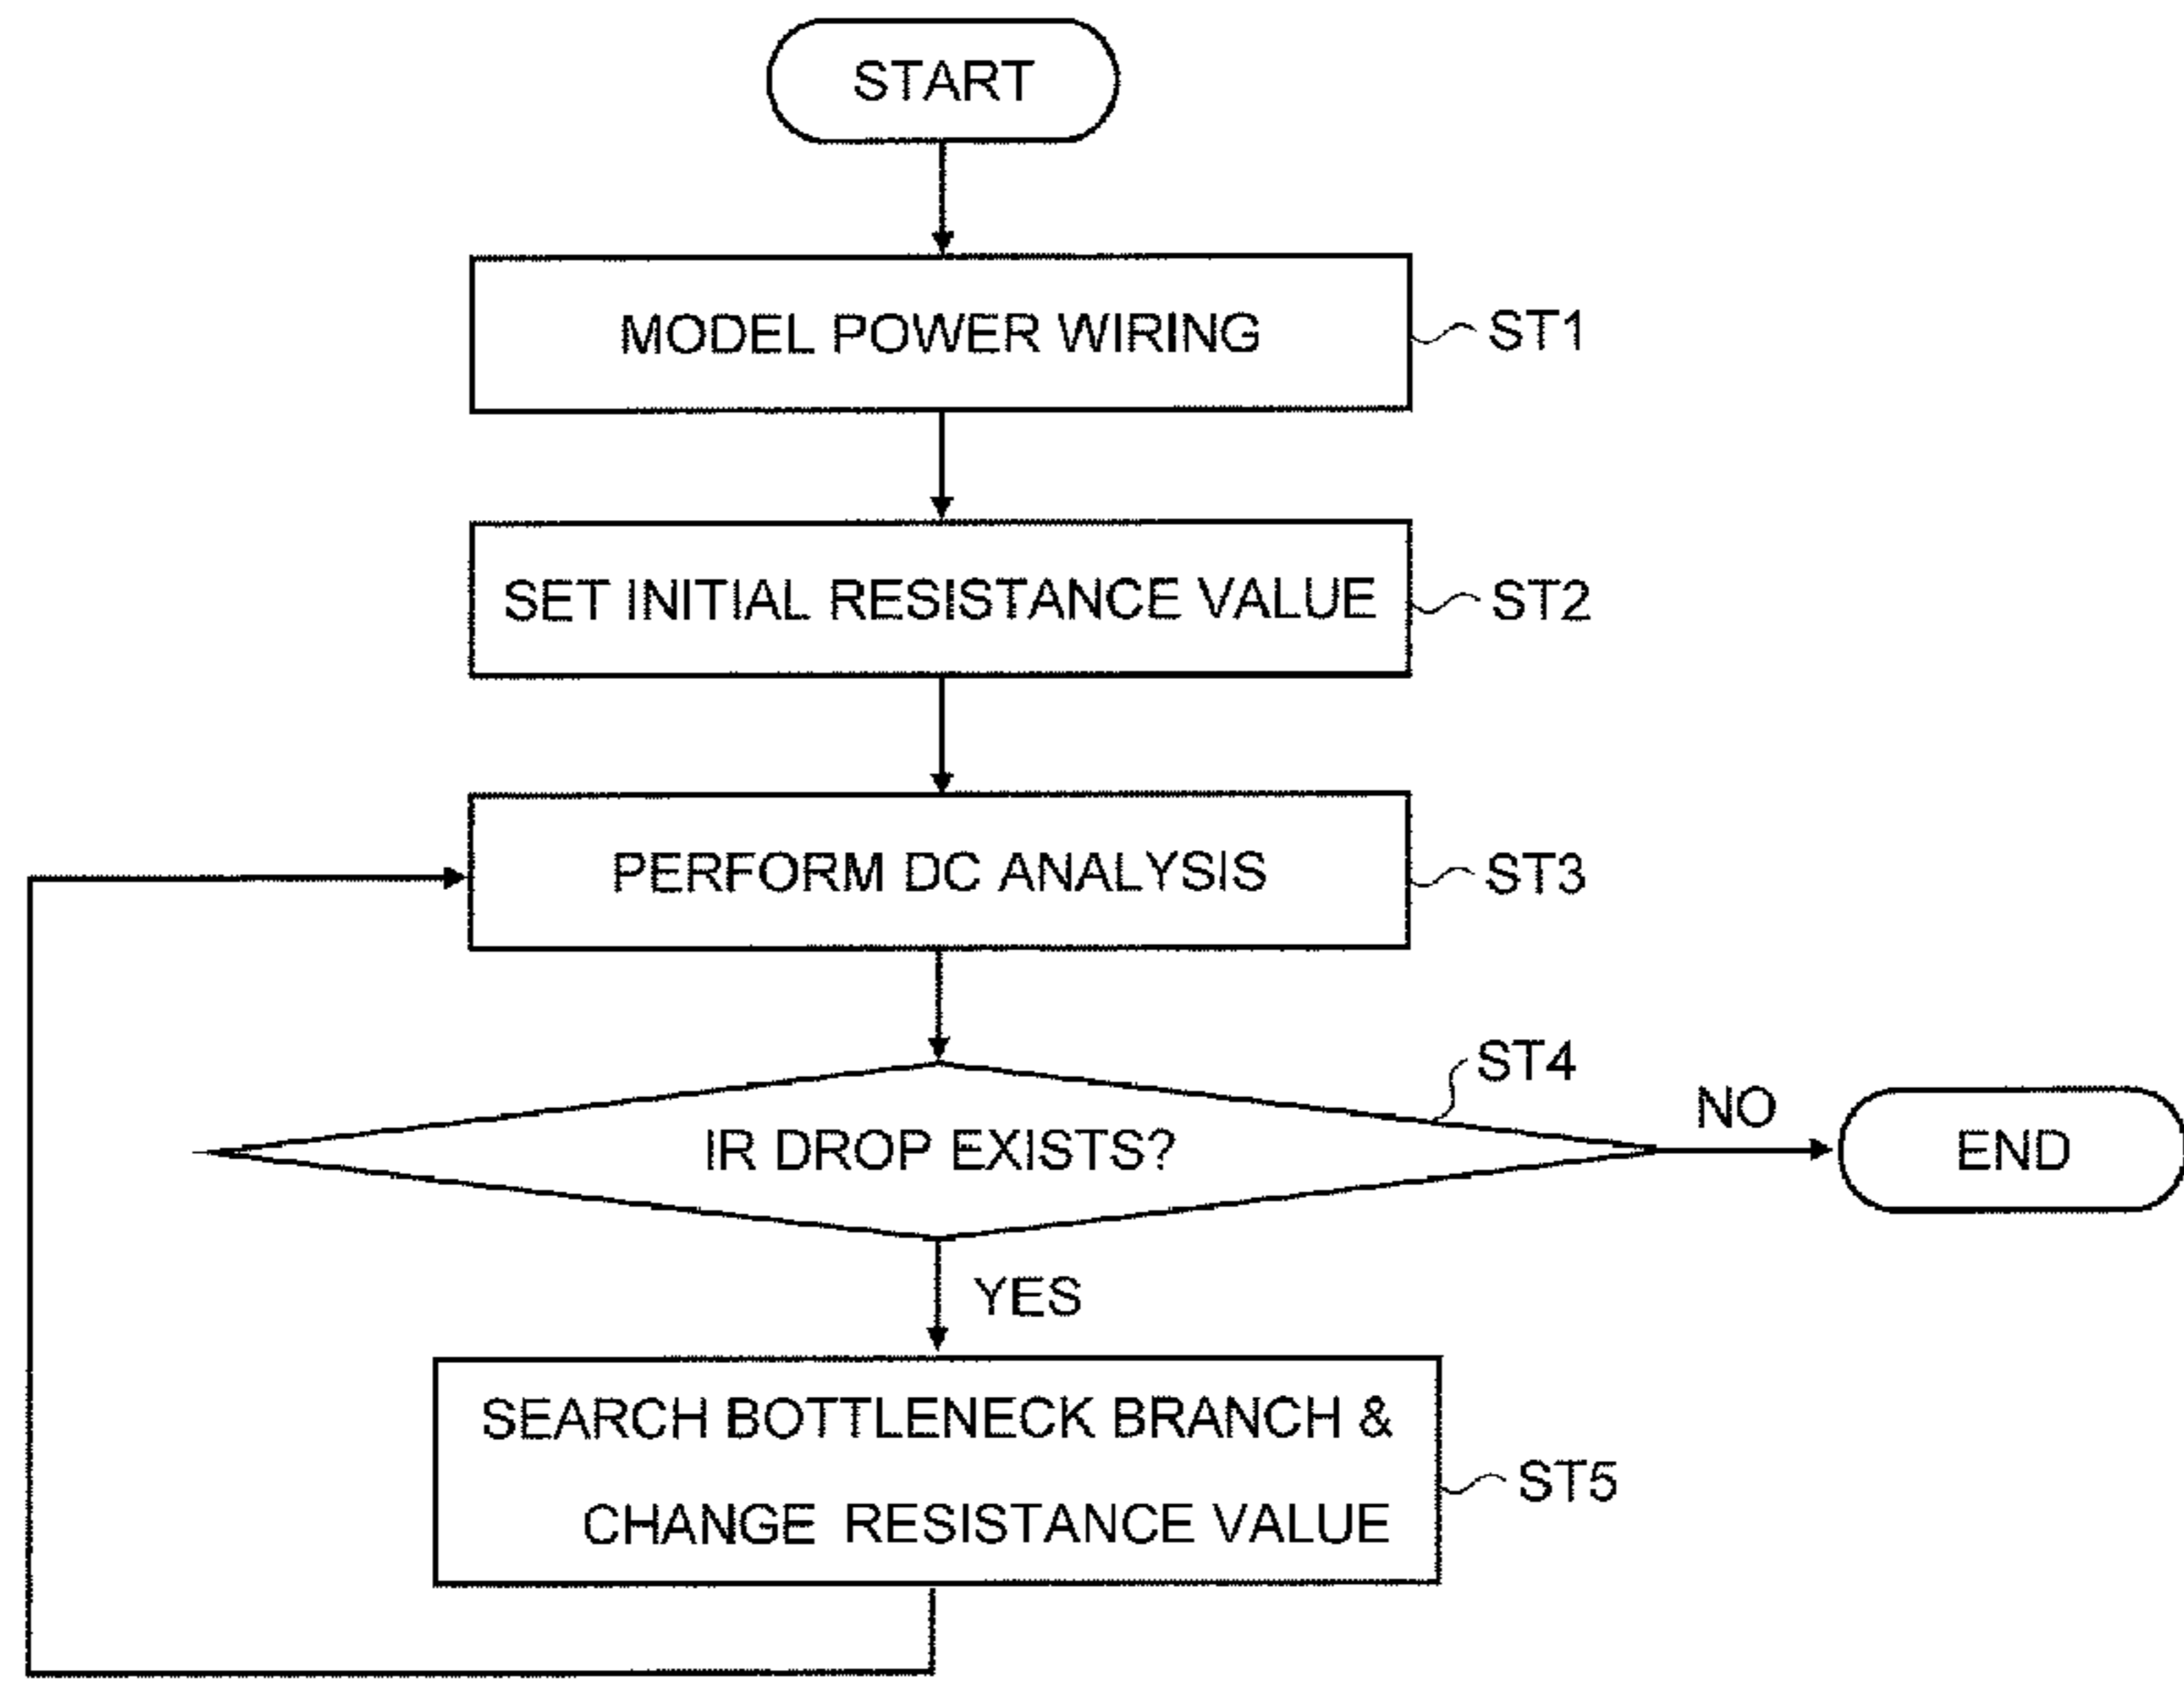 START
MODEL POWER WIRING
ST1
SET INITIAL RESISTANCE VALUE
ST2
PERFORM DC ANALYSIS
ST3
ST4
IR DROP EXISTS?
NO
END
YES
SEARCH BOTTLENECK BRANCH &
CHANGE RESISTANCE VALUE
ST5